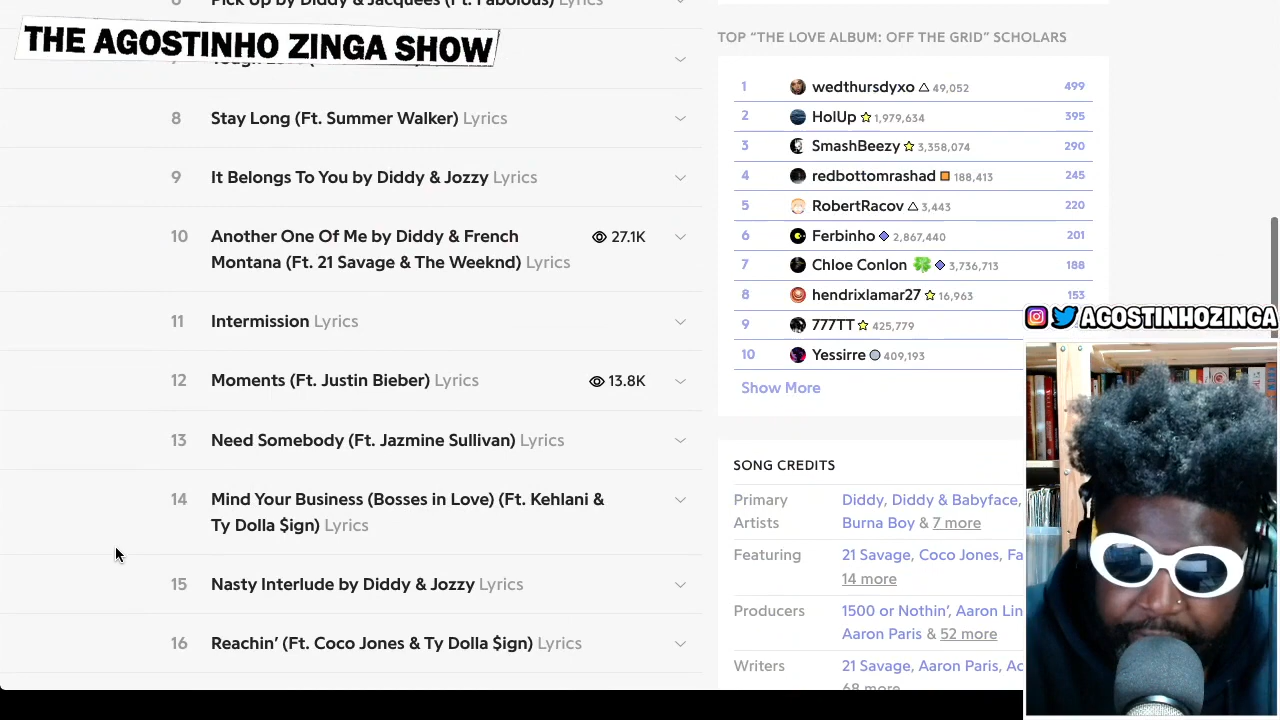 Pick Up by Diddy & Jacquees (Ft. Fabolous) Lyrics
THE AGOSTINHO ZINGA SHOW
8 Stay Long (Ft. Summer Walker) Lyrics
9 It Belongs To You by Diddy & Jozzy Lyrics
10 Another One Of Me by Diddy & French 27.1K
Montana (Ft. 21 Savage & The Weeknd) Lyrics
11 Intermission Lyrics
12 Moments (Ft. Justin Bieber) Lyrics 13.8K
13 Need Somebody (Ft. Jazmine Sullivan) Lyrics
14 Mind Your Business (Bosses in Love) (Ft. Kehlani &
Ty Dolla $ign) Lyrics
15 Nasty Interlude by Diddy & Jozzy Lyrics
16 Reachin’ (Ft. Coco Jones & Ty Dolla $ign) Lyrics
TOP “THE LOVE ALBUM: OFF THE GRID” SCHOLARS
1 wedthursdyxo 49,052 499
2 HolUp 1,979,634 395
3 SmashBeezy 3,358,074 290
4 redbottomrashad 188,413 245
5 RobertRacov 3,443 220
6 Ferbinho 2,867,440 201
7 Chloe Conlon 🍀 3,736,713 188
8 hendrixlamar27 16,963 153
9 777TT 425,779
10 Yessirre 409,193
Show More
AGOSTINHOZINGA
SONG CREDITS
Primary Diddy, Diddy & Babyface,
Artists Burna Boy & 7 more
Featuring 21 Savage, Coco Jones, Fa
14 more
Producers 1500 or Nothin’, Aaron Lin
Aaron Paris & 52 more
Writers 21 Savage, Aaron Paris, Ac
68 more